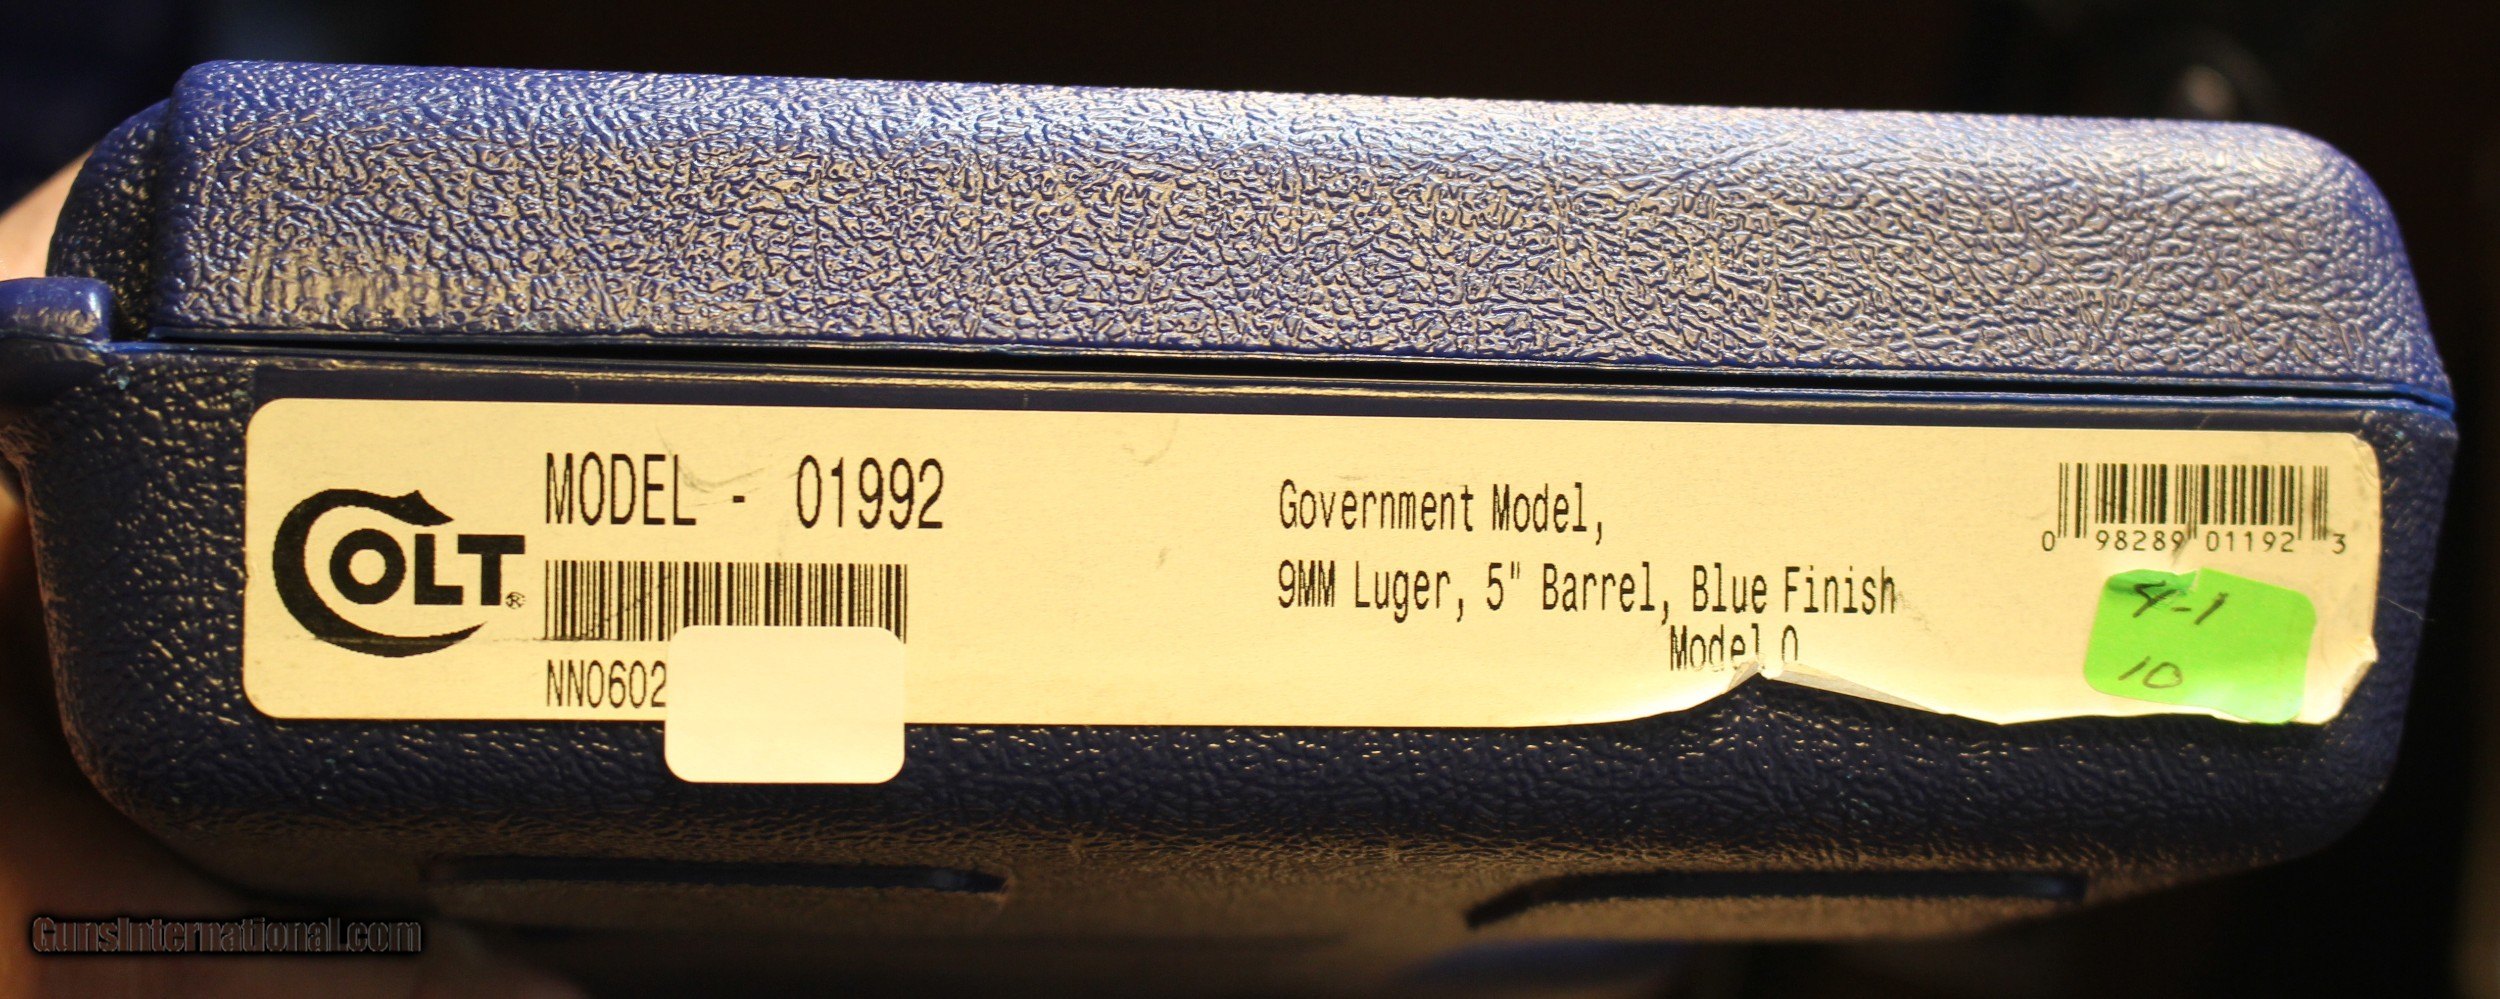 COLT®
MODEL - 01992
NN0602
Government Model,
9MM Luger, 5" Barrel, Blue Finish
Model O
0 98289 01192 3
4-1
10
GunsInternational.com